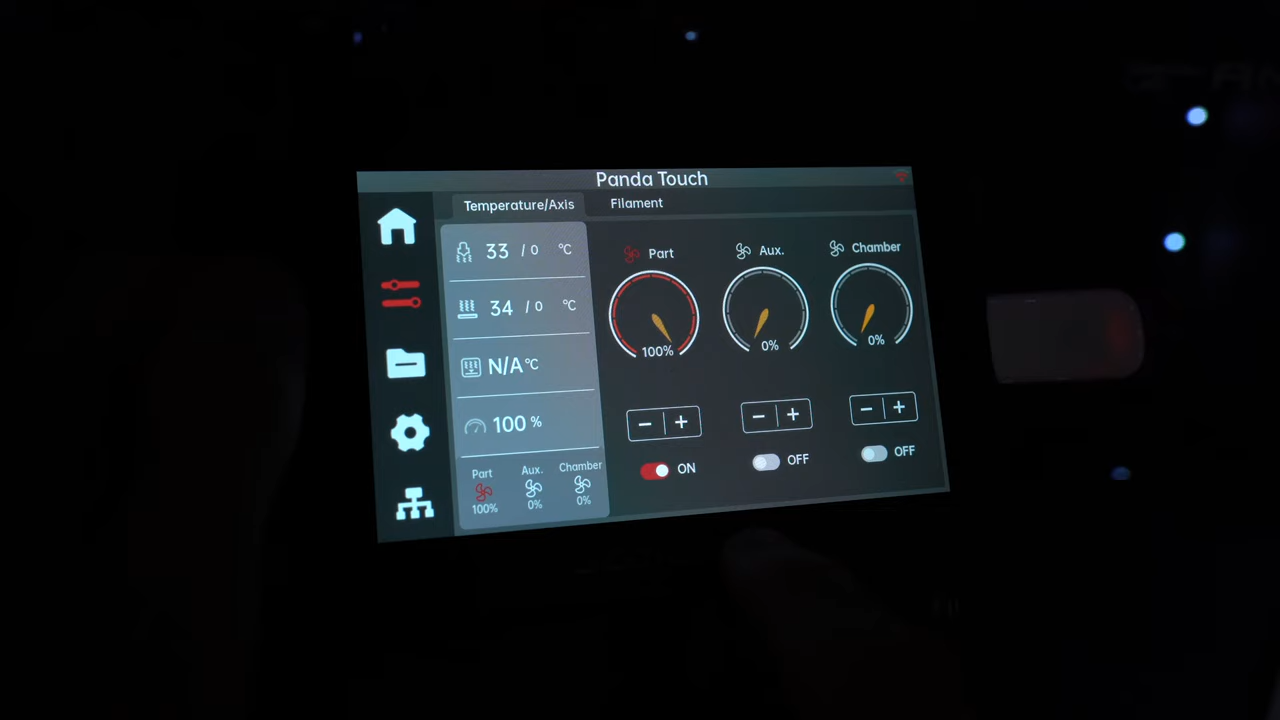 Panda Touch
Temperature/Axis Filament
33 / 0 °C
34 / 0 °C
N/A °C
100 %
Part Aux. Chamber
100% 0% 0%
Part Aux. Chamber
100% 0% 0%
− + − + − +
ON OFF OFF